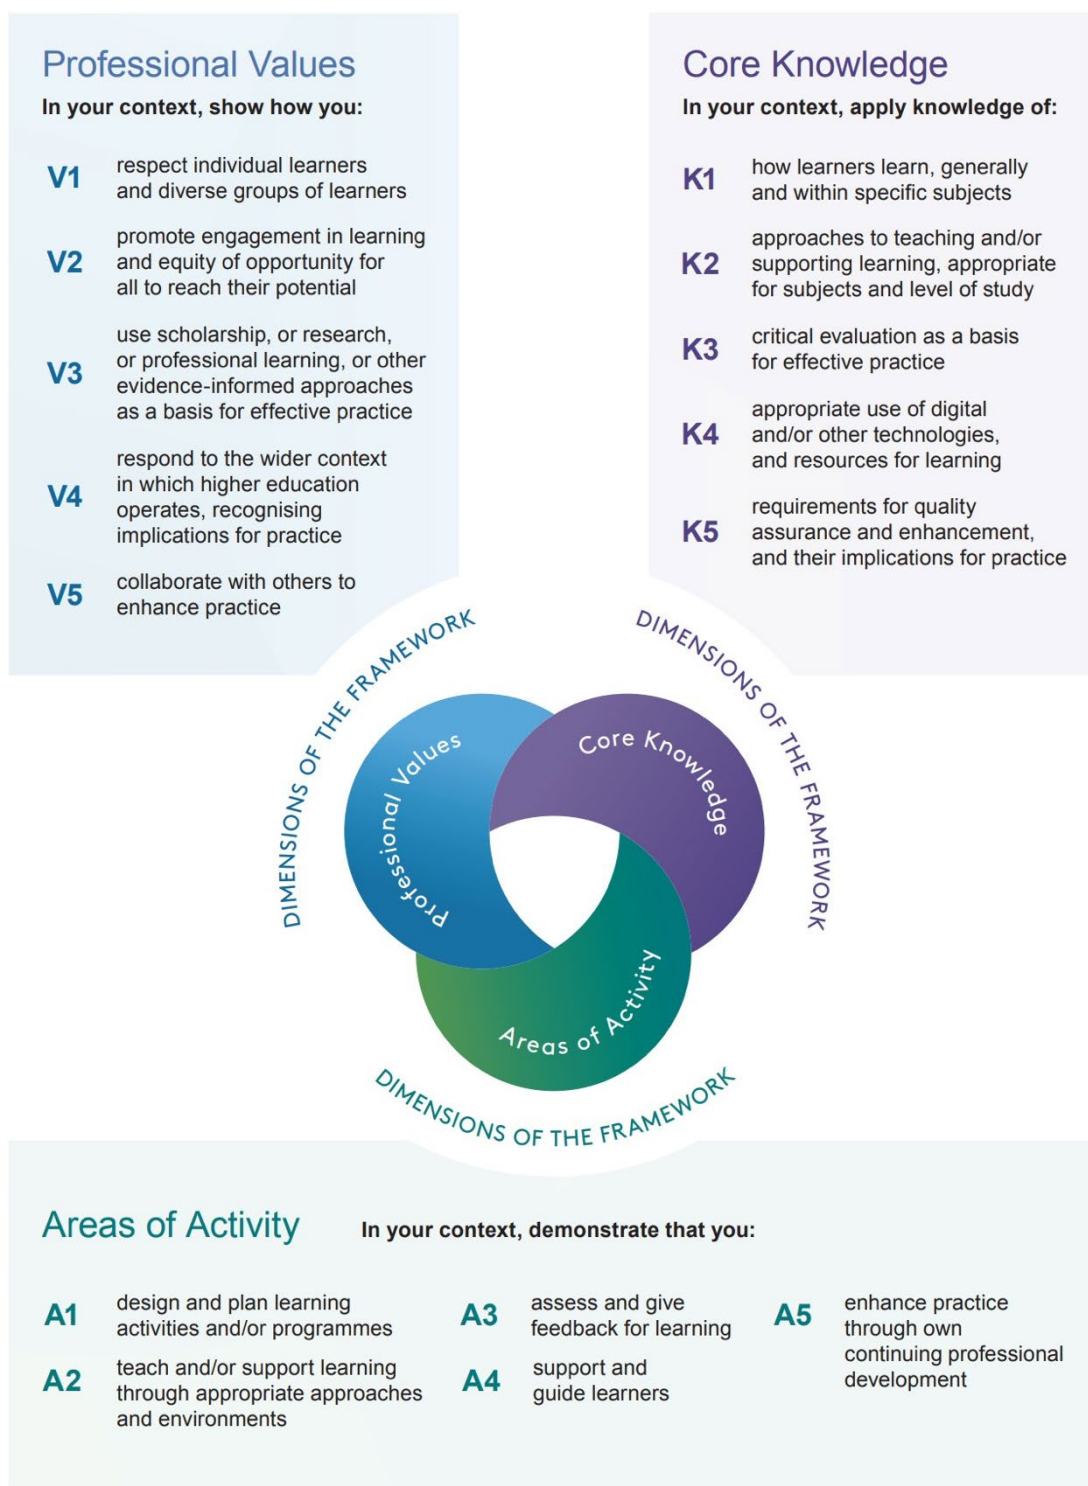 Professional Values
In your context, show how you:
V1 respect individual learners
and diverse groups of learners
V2 promote engagement in learning
and equity of opportunity for
all to reach their potential
V3 use scholarship, or research,
or professional learning, or other
evidence-informed approaches
as a basis for effective practice
V4 respond to the wider context
in which higher education
operates, recognising
implications for practice
V5 collaborate with others to
enhance practice
Core Knowledge
In your context, apply knowledge of:
K1 how learners learn, generally
and within specific subjects
K2 approaches to teaching and/or
supporting learning, appropriate
for subjects and level of study
K3 critical evaluation as a basis
for effective practice
K4 appropriate use of digital
and/or other technologies,
and resources for learning
K5 requirements for quality
assurance and enhancement,
and their implications for practice
DIMENSIONS OF THE FRAMEWORK
DIMENSIONS OF THE FRAMEWORK
Professional Values
Core Knowledge
Areas of Activity
DIMENSIONS OF THE FRAMEWORK
Areas of Activity
In your context, demonstrate that you:
A1 design and plan learning
activities and/or programmes
A2 teach and/or support learning
through appropriate approaches
and environments
A3 assess and give
feedback for learning
A4 support and
guide learners
A5 enhance practice
through own
continuing professional
development